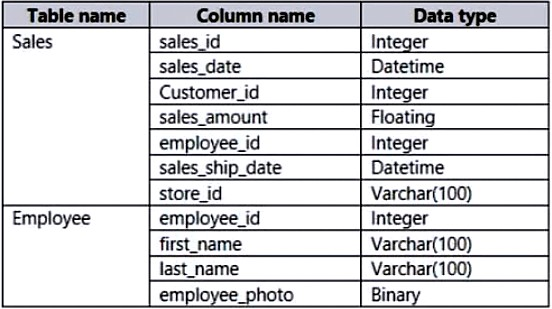 Table name Column name Data type
Sales sales_id Integer
sales_date Datetime
Customer_id Integer
sales_amount Floating
employee_id Integer
sales_ship_date Datetime
store_id Varchar(100)
Employee employee_id Integer
first_name Varchar(100)
last_name Varchar(100)
employee_photo Binary